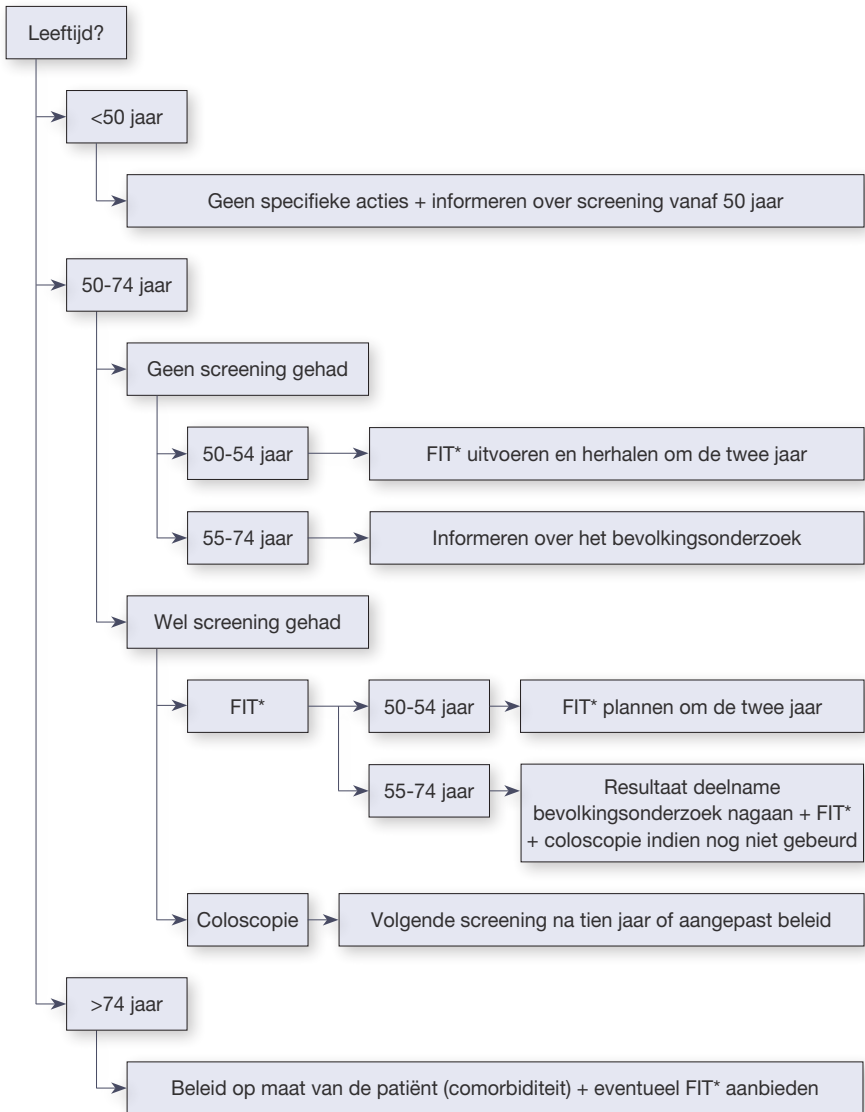 Leeftijd?
<50 jaar
Geen specifieke acties + informeren over screening vanaf 50 jaar
50-74 jaar
Geen screening gehad
50-54 jaar
FIT* uitvoeren en herhalen om de twee jaar
55-74 jaar
Informeren over het bevolkingsonderzoek
Wel screening gehad
FIT*
50-54 jaar
FIT* plannen om de twee jaar
55-74 jaar
Resultaat deelname
bevolkingsonderzoek nagaan + FIT*
+ coloscopie indien nog niet gebeurd
Coloscopie
Volgende screening na tien jaar of aangepast beleid
>74 jaar
Beleid op maat van de patiënt (comorbiditeit) + eventueel FIT* aanbieden